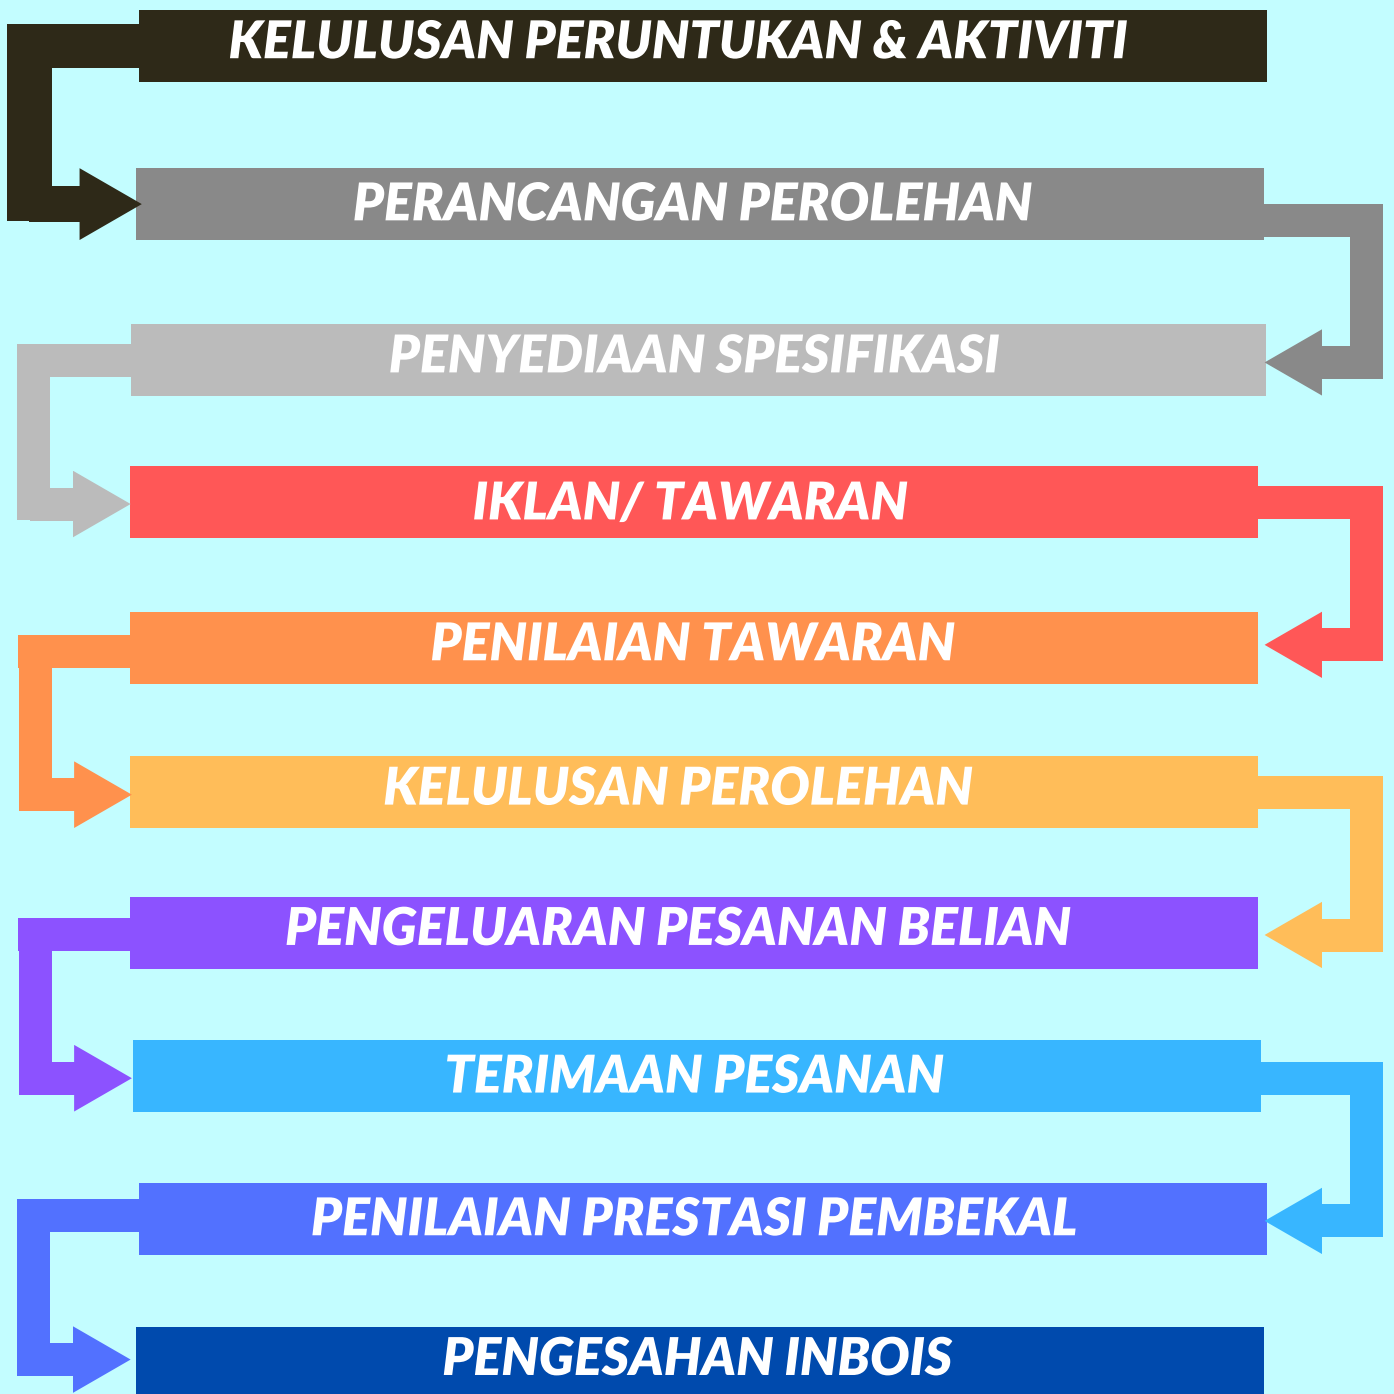 KELULUSAN PERUNTUKAN & AKTIVITI
PERANCANGAN PEROLEHAN
PENYEDIAAN SPESIFIKASI
IKLAN/ TAWARAN
PENILAIAN TAWARAN
KELULUSAN PEROLEHAN
PENGELUARAN PESANAN BELIAN
TERIMAAN PESANAN
PENILAIAN PRESTASI PEMBEKAL
PENGESAHAN INBOIS